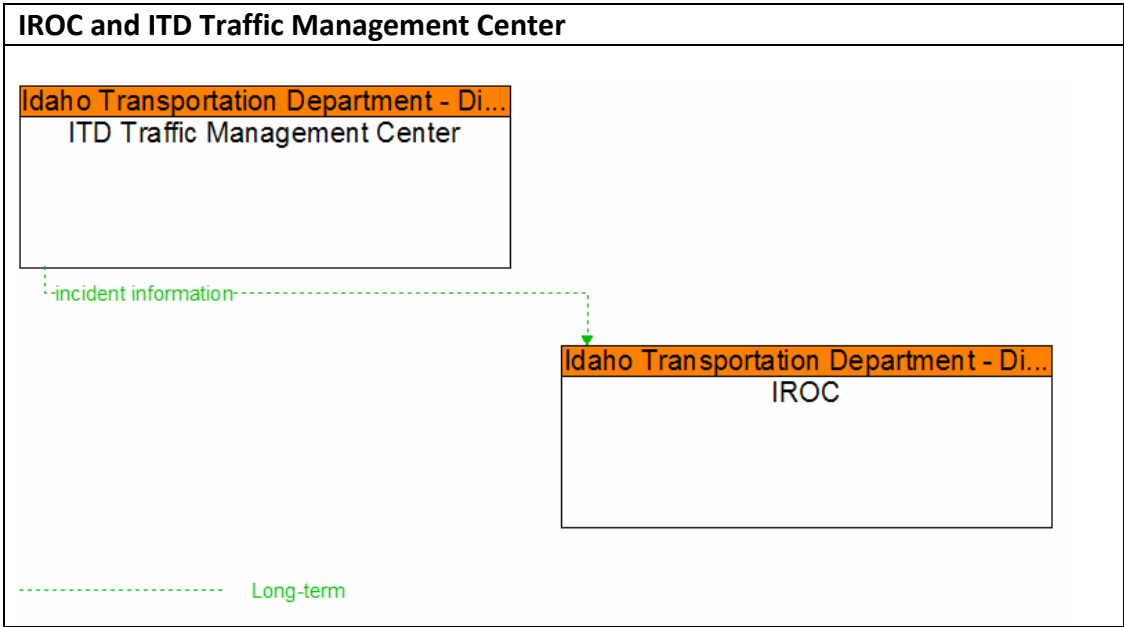 IROC and ITD Traffic Management Center
Idaho Transportation Department - Di...
ITD Traffic Management Center
incident information
Idaho Transportation Department - Di...
IROC
Long-term